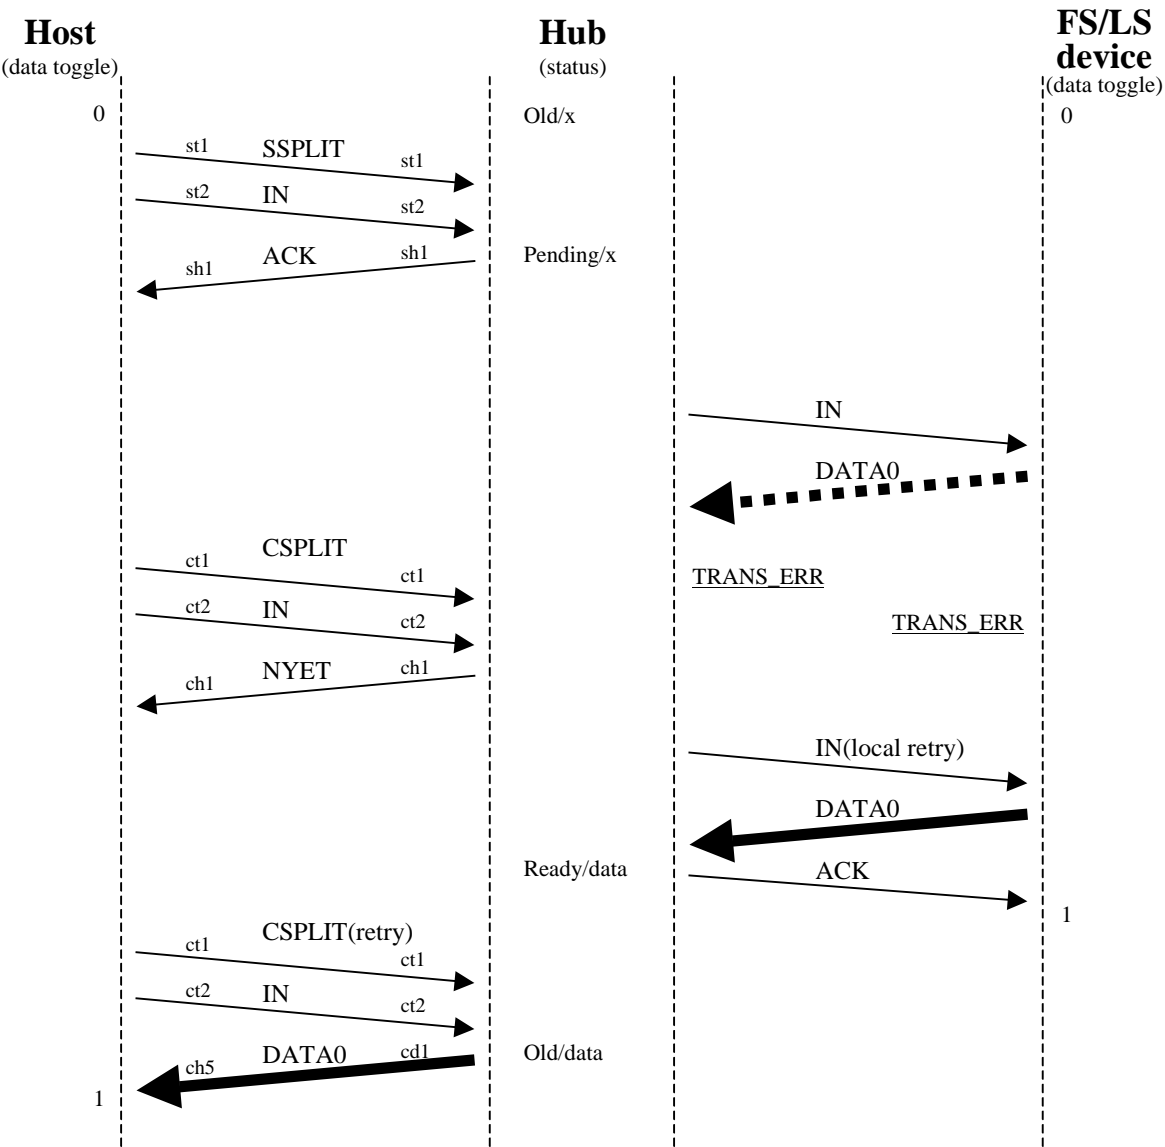 Host
(data toggle)
Hub
(status)
FS/LS
device
(data toggle)
0
Old/x
0
st1 SSPLIT st1
st2 IN st2
sh1 ACK sh1
Pending/x
IN
DATA0
ct1 CSPLIT ct1
TRANS_ERR
ct2 IN ct2
TRANS_ERR
ch1 NYET ch1
IN(local retry)
DATA0
Ready/data
ACK
1
ct1 CSPLIT(retry) ct1
ct2 IN ct2
ch5 DATA0 cd1
Old/data
1